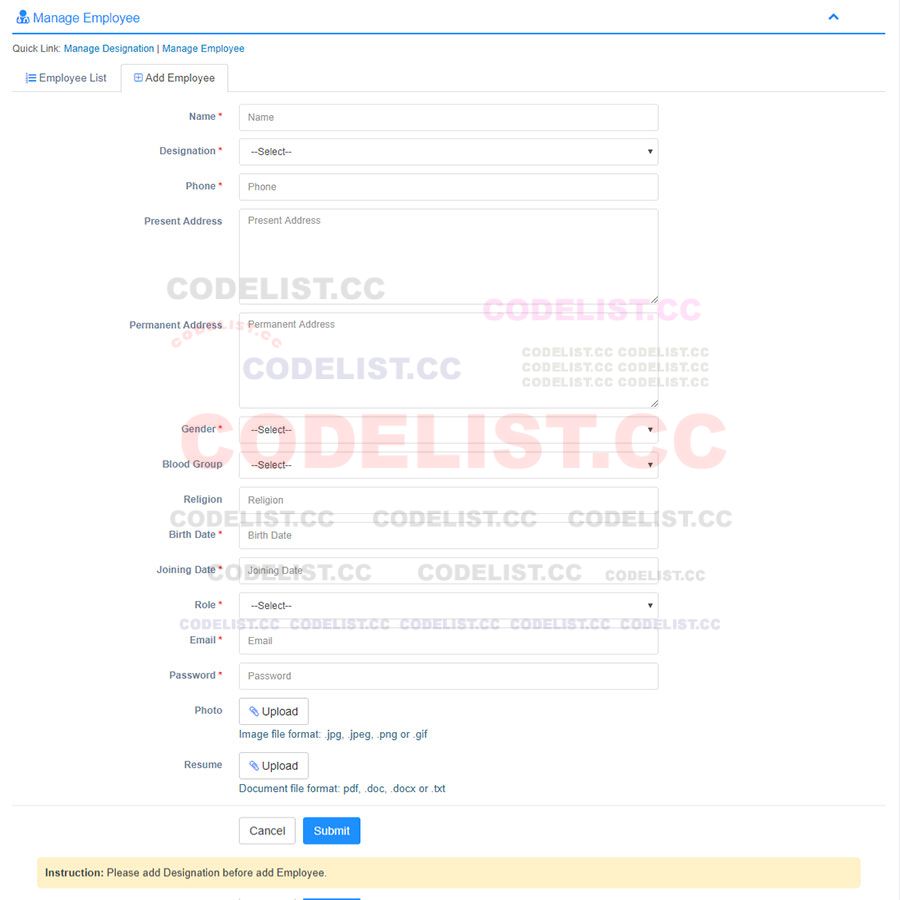 Manage Employee
Quick Link: Manage Designation | Manage Employee
Employee List Add Employee
Name * Name
Designation * --Select--
Phone * Phone
Present Address Present Address
CODELIST.CC
CODELIST.CC
Permanent Address Permanent Address
CODELIST.CC
CODELIST.CC CODELIST.CC
CODELIST.CC
CODELIST.CC CODELIST.CC
CODELIST.CC CODELIST.CC
CODELIST.CC
Gender * --Select--
Blood Group --Select--
Religion Religion
CODELIST.CC CODELIST.CC CODELIST.CC
Birth Date * Birth Date
Joining Date * Joining Date
CODELIST.CC CODELIST.CC CODELIST.CC
Role * --Select--
CODELIST.CC CODELIST.CC CODELIST.CC CODELIST.CC CODELIST.CC
Email * Email
Password * Password
Photo Upload
Image file format: .jpg, .jpeg, .png or .gif
Resume Upload
Document file format: pdf, .doc, .docx or .txt
Cancel Submit
Instruction: Please add Designation before add Employee.